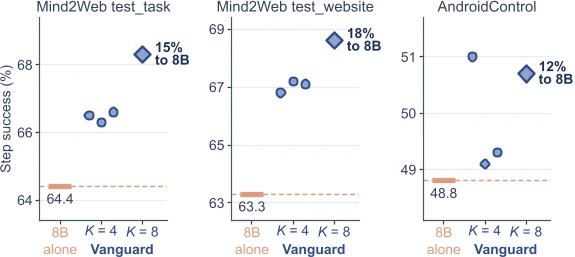 Mind2Web test_task
Step success (%)
68
66
64
15%
to 8B
64.4
8B
alone
K = 4
K = 8
Vanguard
Mind2Web test_website
69
67
65
63
18%
to 8B
63.3
8B
alone
K = 4
K = 8
Vanguard
AndroidControl
51
50
49
12%
to 8B
48.8
8B
alone
K = 4
K = 8
Vanguard